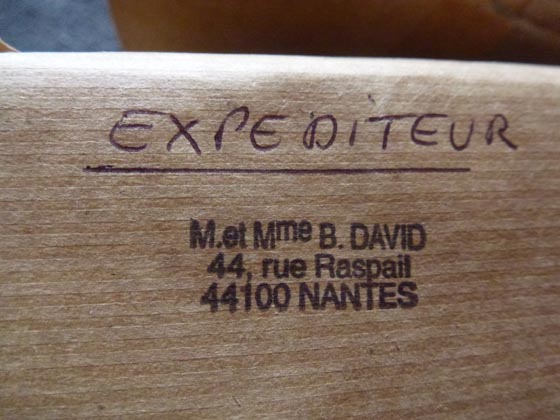 EXPEDITEUR
M. et Mme B. DAVID
44, rue Raspail
44100 NANTES